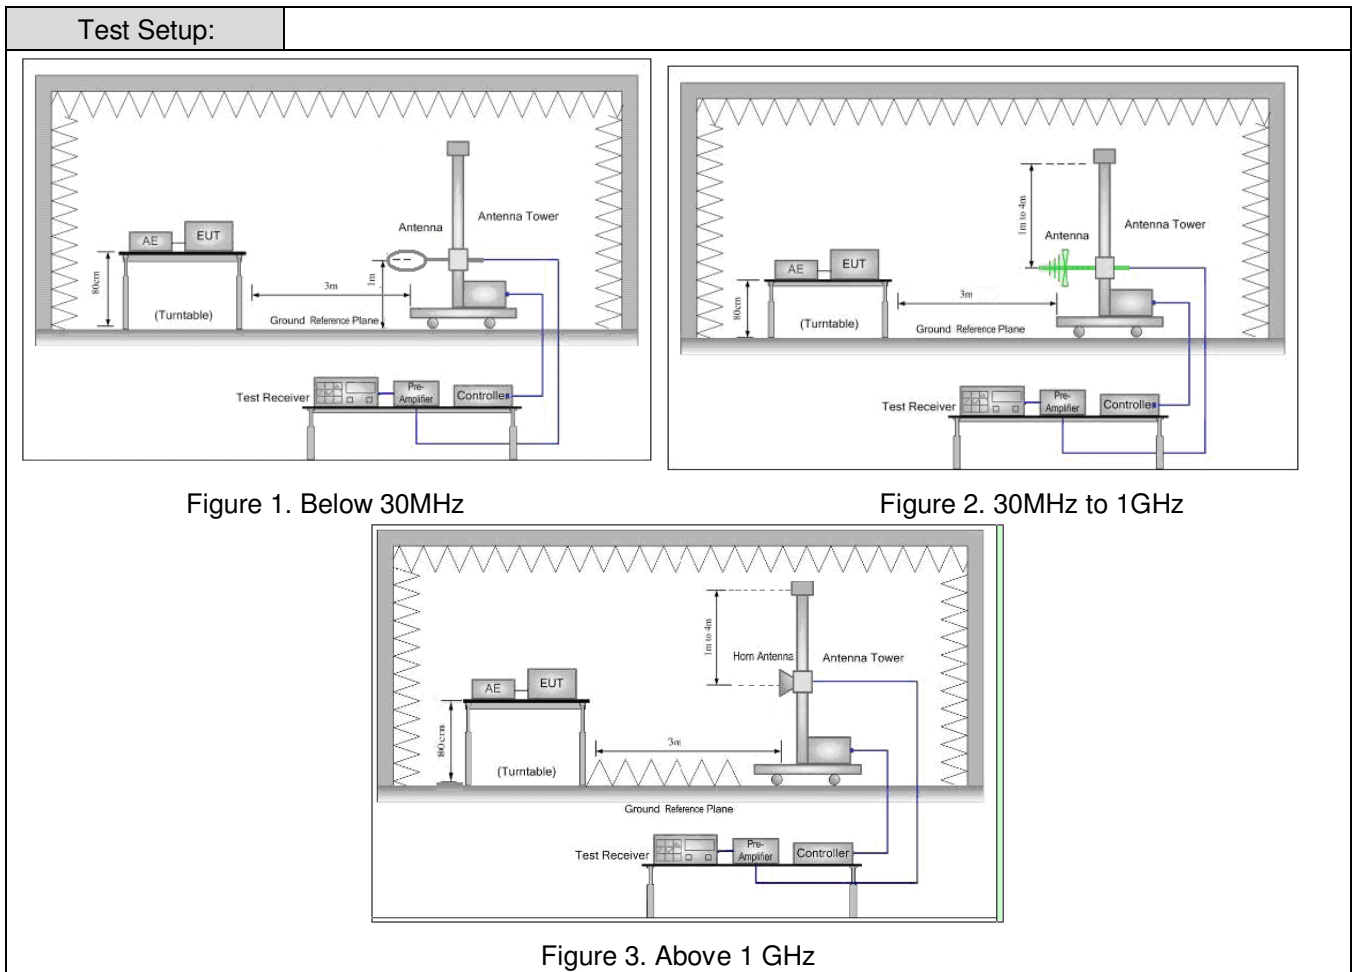 Test Setup:
AE
EUT
Antenna
Antenna Tower
80cm
1m
3m
(Turntable)
Ground Reference Plane
Test Receiver
Pre-
Amplifier
Controller
Figure 1. Below 30MHz
1m to 4m
Antenna
Antenna Tower
AE
EUT
80cm
3m
(Turntable)
Ground Reference Plane
Test Receiver
Pre-
Amplifier
Controller
Figure 2. 30MHz to 1GHz
1m to 4m
Horn Antenna
Antenna Tower
AE
EUT
80cm
3m
(Turntable)
Ground Reference Plane
Test Receiver
Pre-
Amplifier
Controller
Figure 3. Above 1 GHz